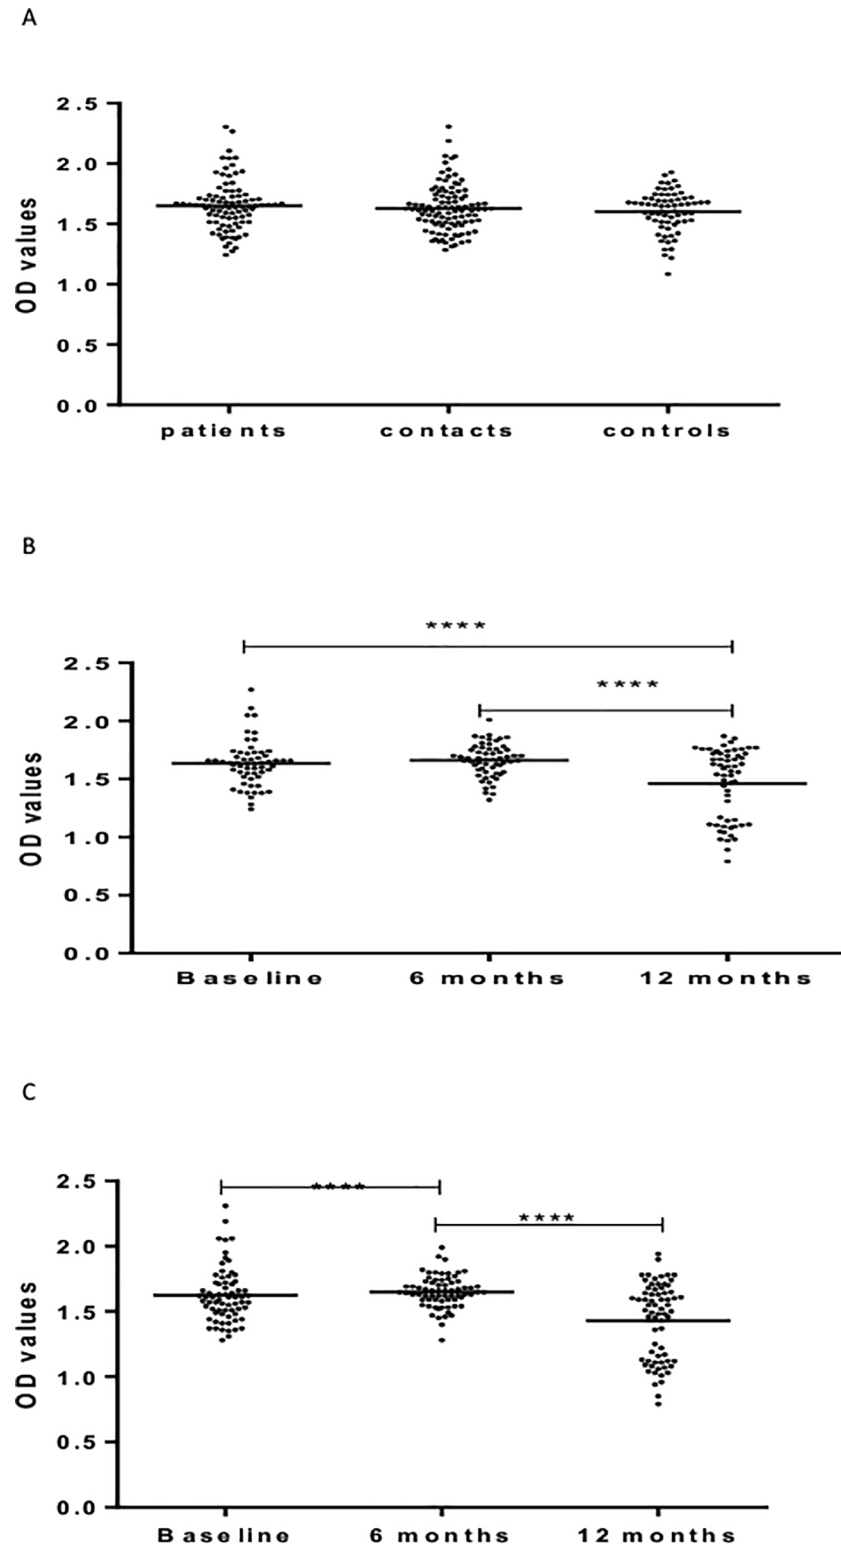 A
2.5
2.0
1.5
1.0
0.5
0.0
OD values
patients contacts controls
B
****
****
2.5
2.0
1.5
1.0
0.5
0.0
OD values
Baseline 6 months 12 months
C
****
****
2.5
2.0
1.5
1.0
0.5
0.0
OD values
Baseline 6 months 12 months